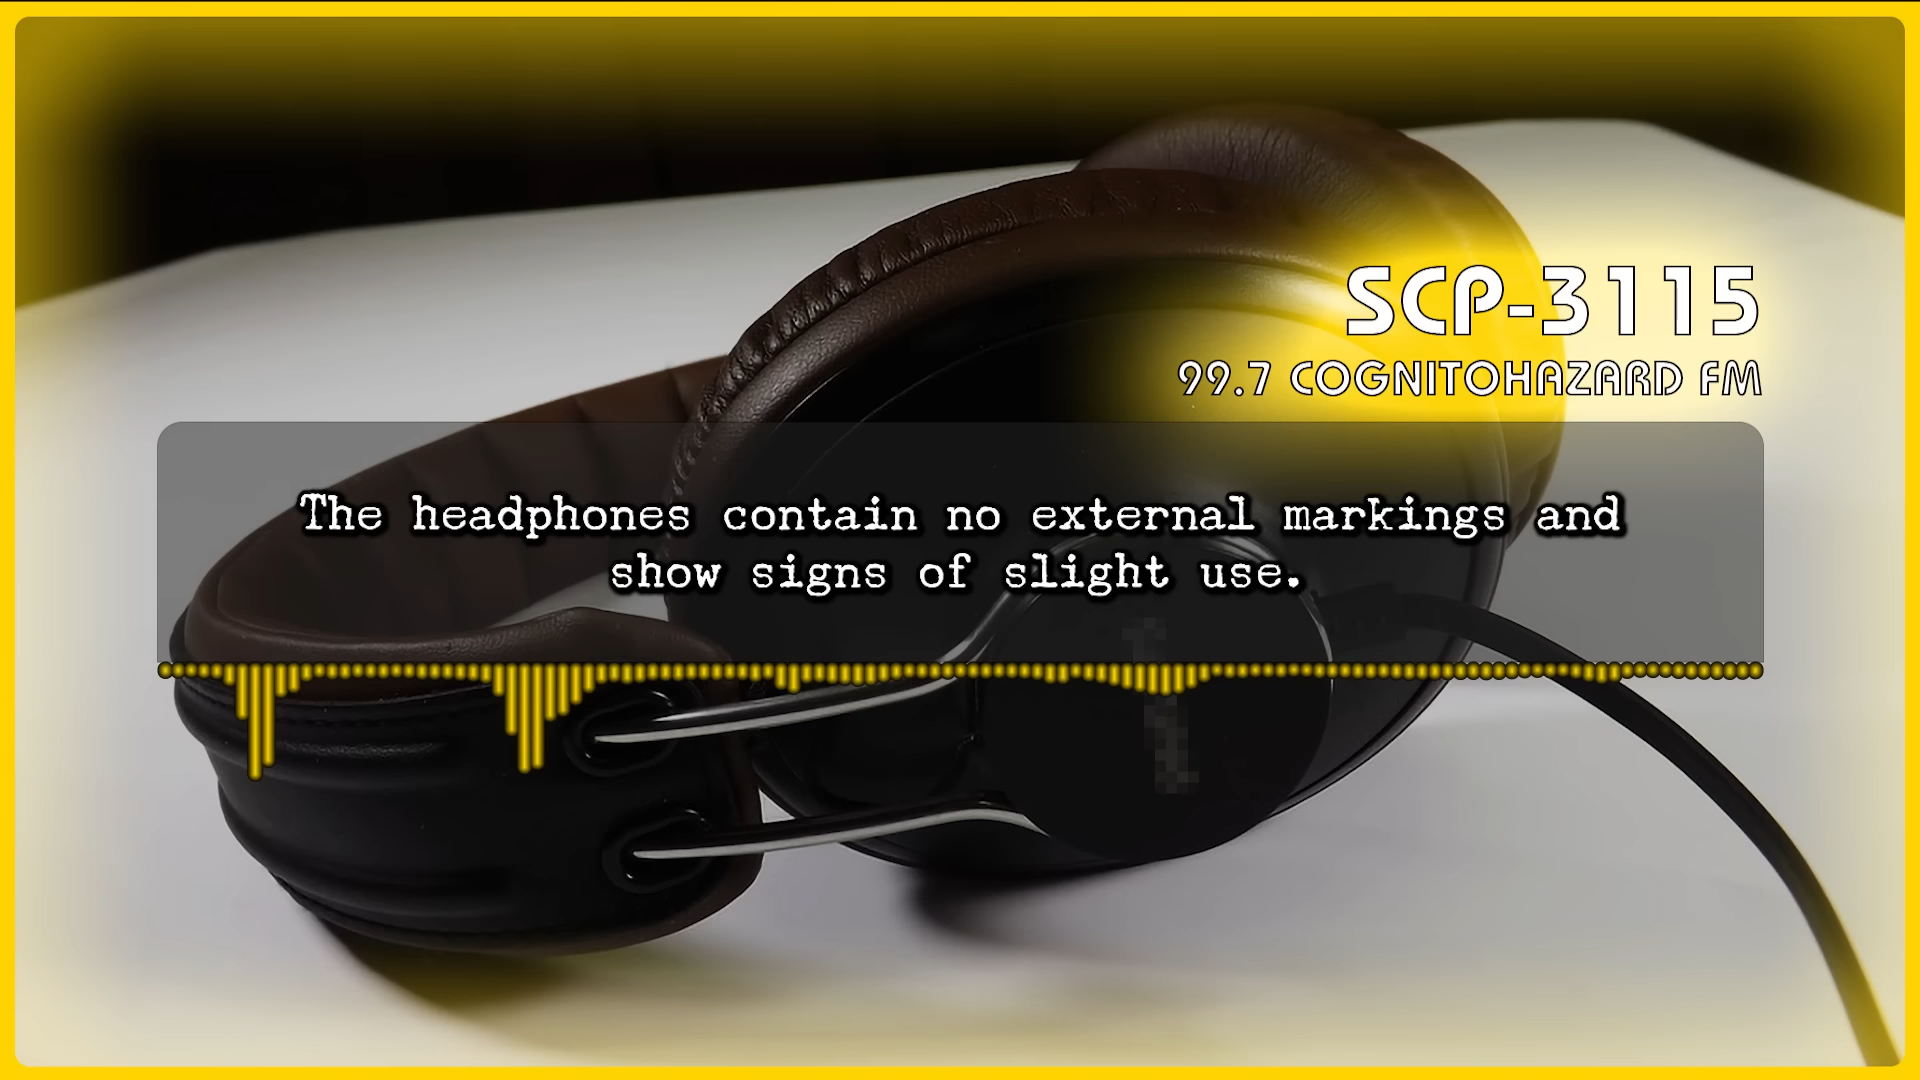 SCP-3115
99.7 COGNITOHAZARD FM
The headphones contain no external markings and
show signs of slight use.